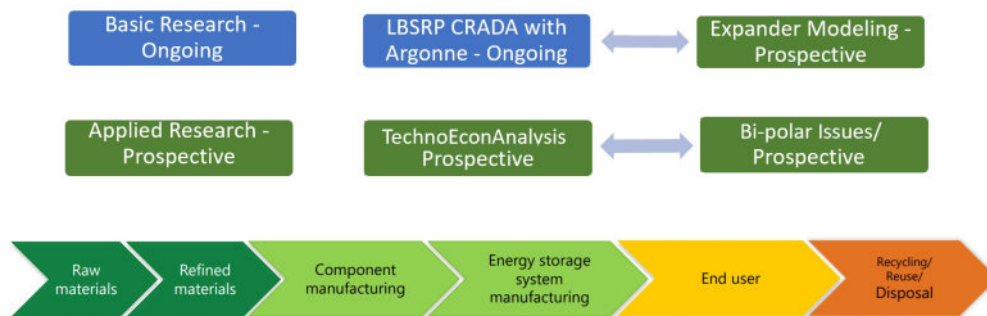 Basic Research -
Ongoing
LBSRP CRADA with
Argonne - Ongoing
Expander Modeling -
Prospective
Applied Research -
Prospective
TechnoEconAnalysis
Prospective
Bi-polar Issues/
Prospective
Raw
materials
Refined
materials
Component
manufacturing
Energy storage
system
manufacturing
End user
Recycling/
Reuse/
Disposal